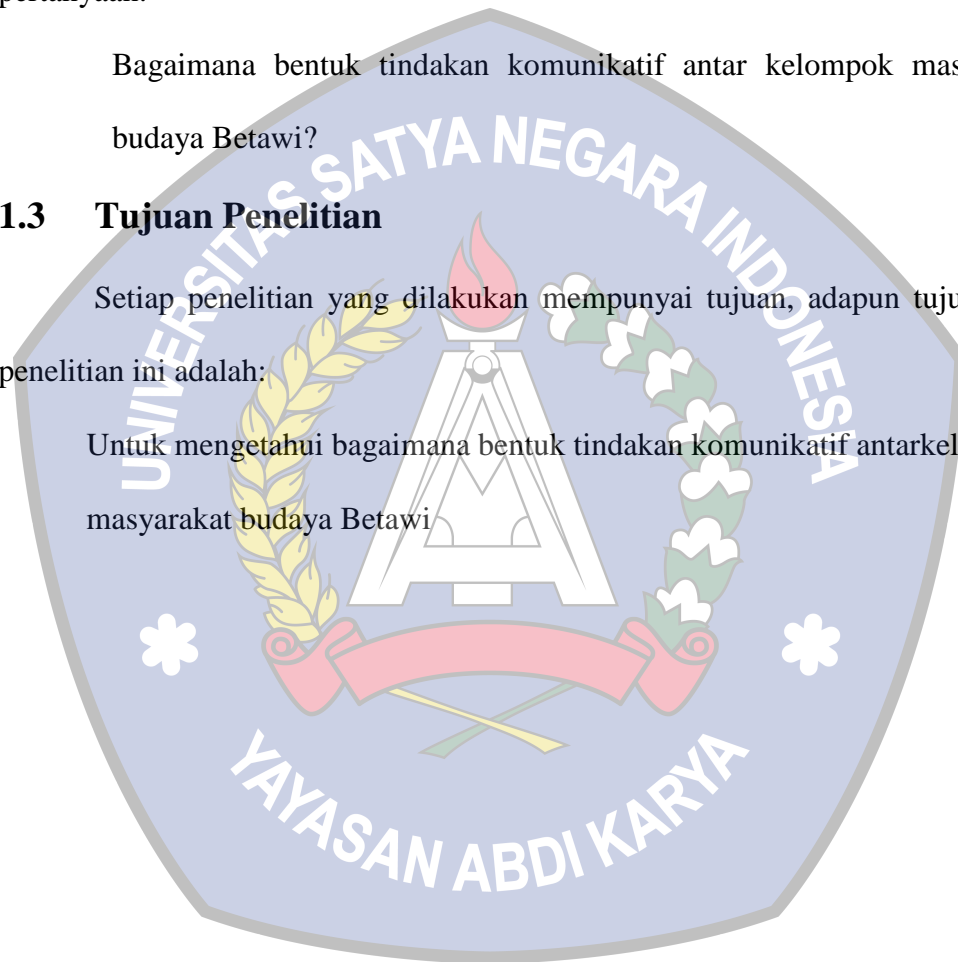 Bagaimana bentuk tindakan komunikatif antar kelompok mas
budaya Betawi?
1.3 Tujuan Penelitian
Setiap penelitian yang dilakukan mempunyai tujuan, adapun tuju
penelitian ini adalah:
Untuk mengetahui bagaimana bentuk tindakan komunikatif antarkel
masyarakat budaya Betawi
UNIVERSITAS SATYA NEGARA INDONESIA
YAYASAN ABDI KARYA